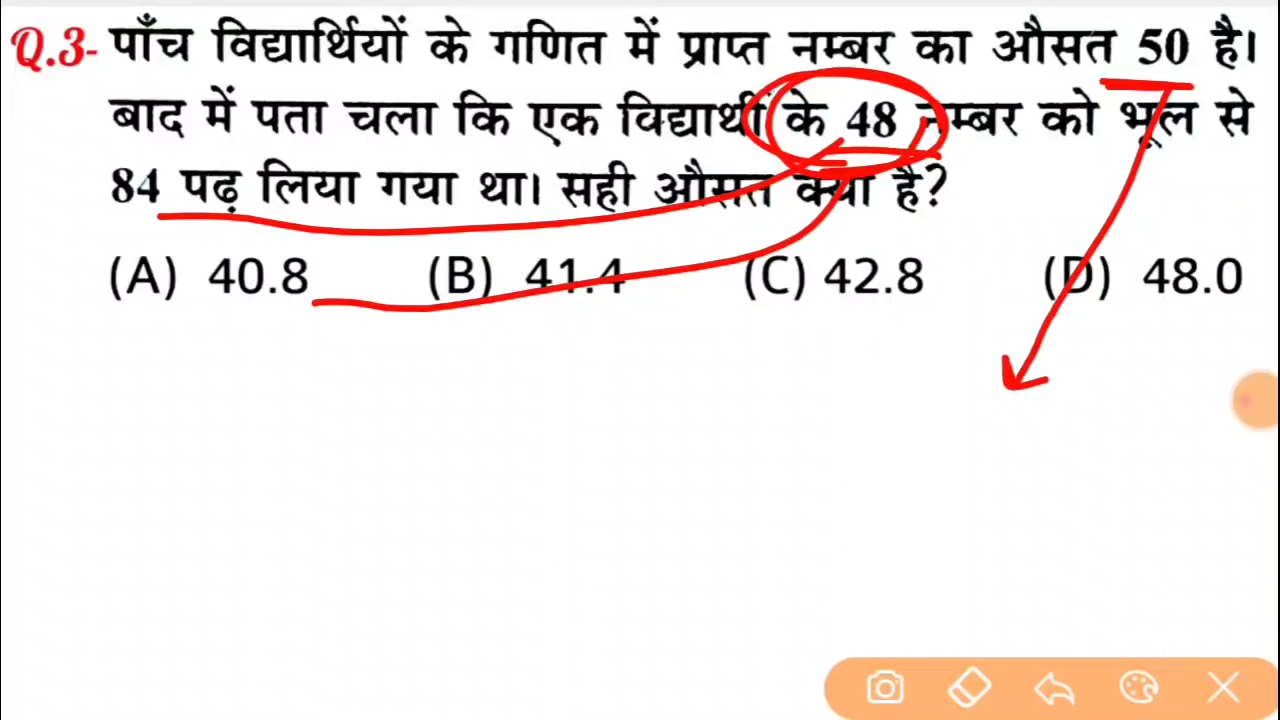 Q.3- पाँच विद्यार्थियों के गणित में प्राप्त नम्बर का औसत 50 है।
बाद में पता चला कि एक विद्यार्थी के 48 नम्बर को भूल से
84 पढ़ लिया गया था। सही औसत क्या है?
(A) 40.8 (B) 41.4 (C) 42.8 (D) 48.0